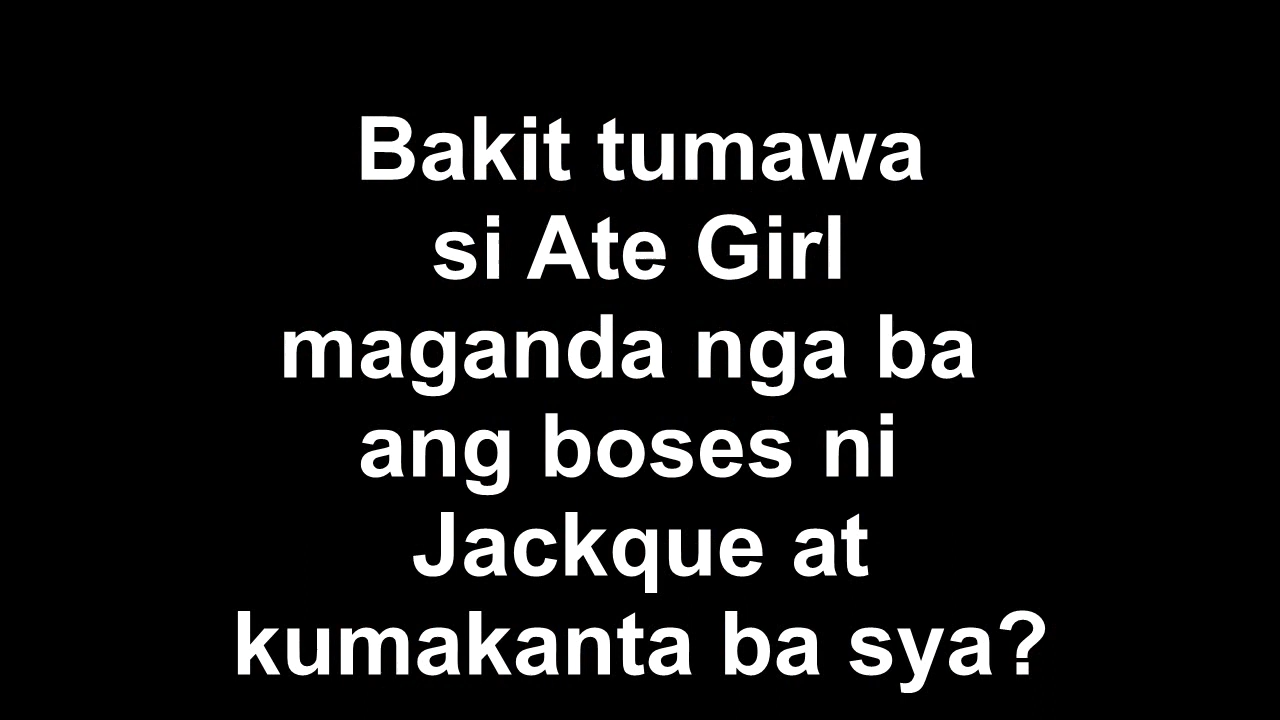 Bakit tumawa
si Ate Girl
maganda nga ba
ang boses ni
Jackque at
kumakanta ba sya?